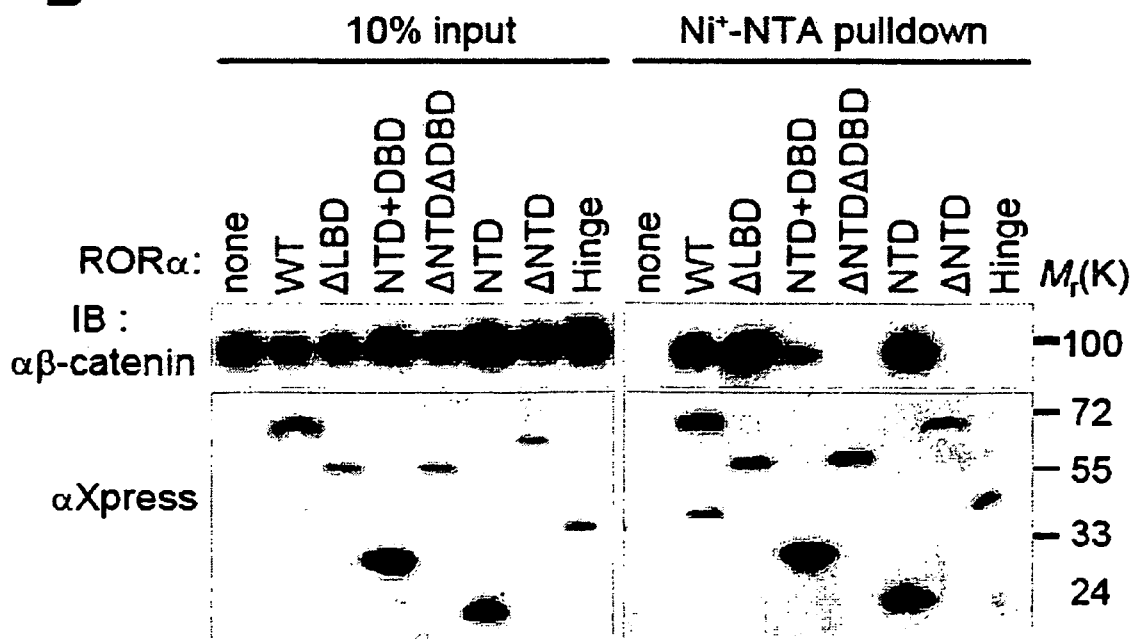 10% input Ni⁺-NTA pulldown
RORα: none WT ΔLBD NTD+DBD ΔNTDΔDBD NTD ΔNTD Hinge none WT ΔLBD NTD+DBD ΔNTDΔDBD NTD ΔNTD Hinge Mr(K)
IB :
αβ-catenin 100
72
55
αXpress
33
24